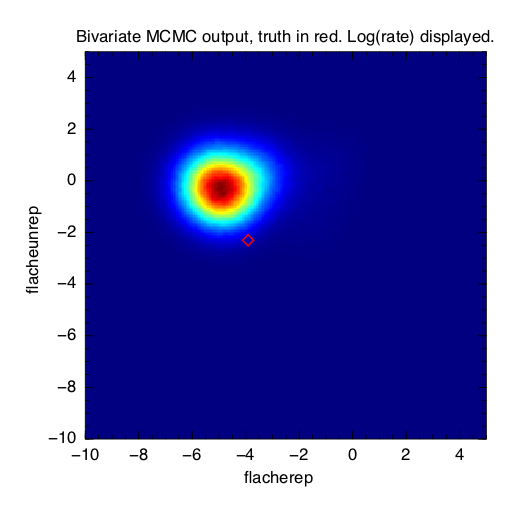 Bivariate MCMC output, truth in red. Log(rate) displayed.
4
2
0
−2
−4
−6
−8
−10
flacheunrep
−10 −8 −6 −4 −2 0 2 4
flacherep